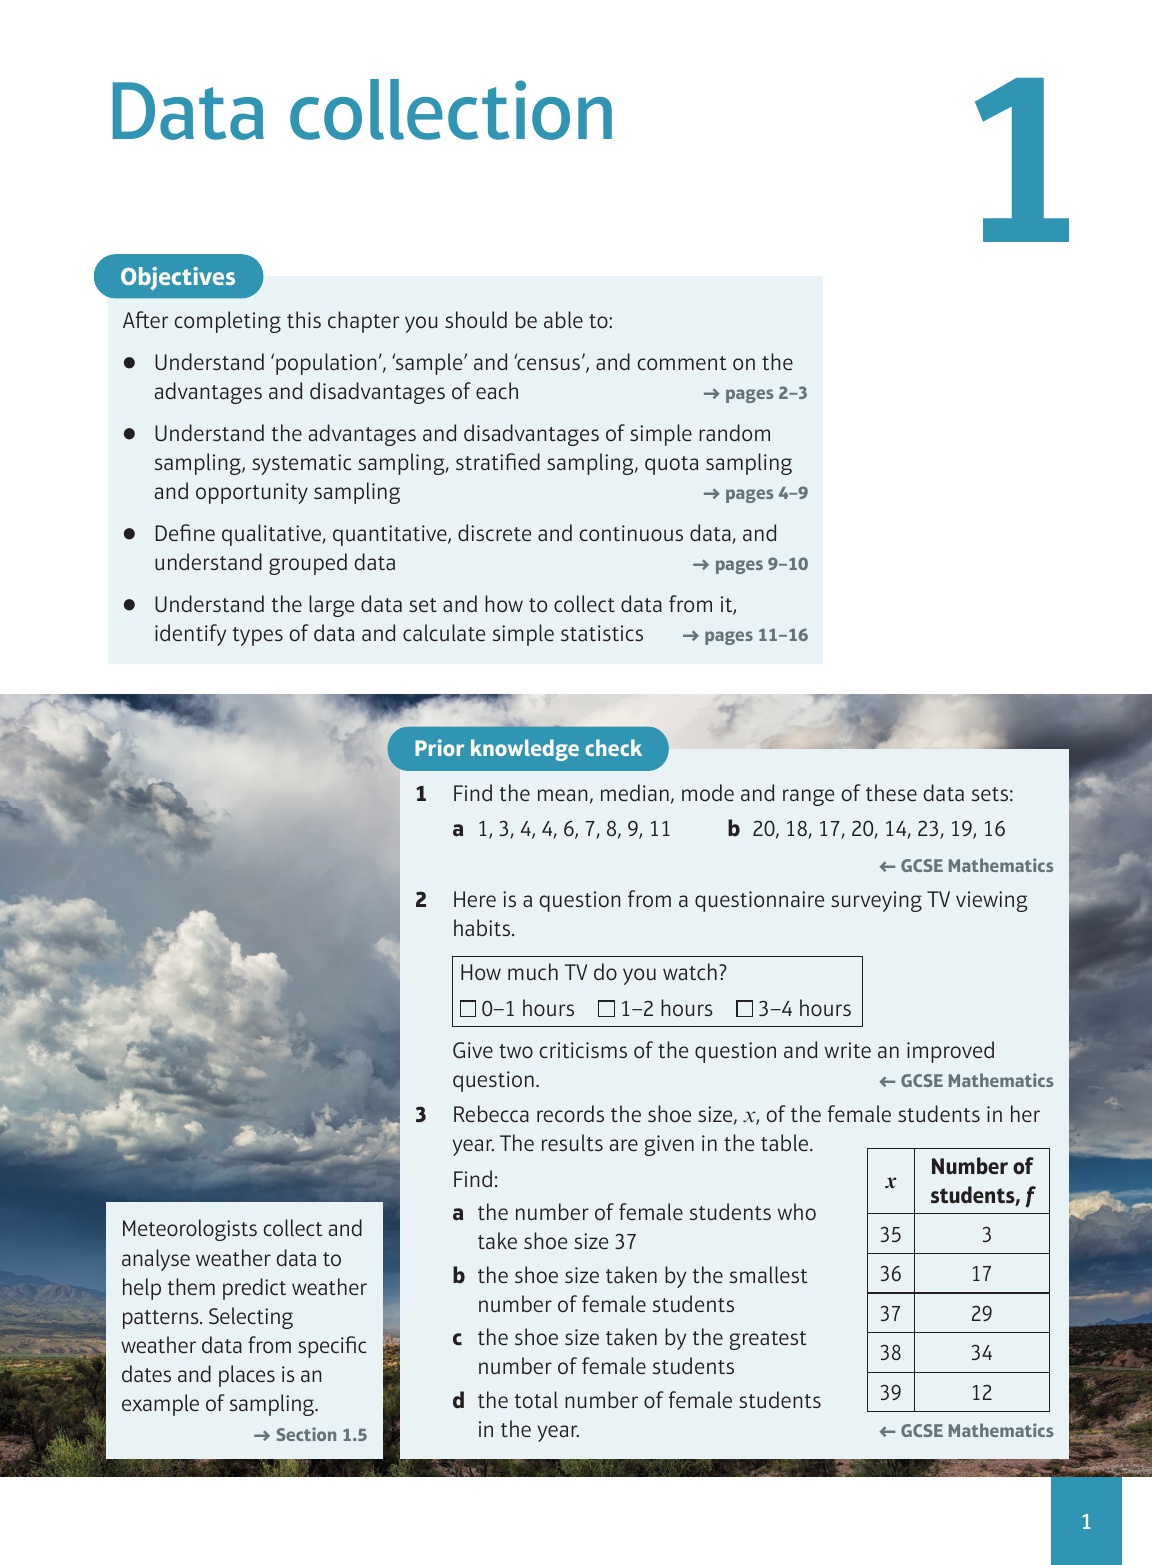 Data collection
1
Objectives
After completing this chapter you should be able to:
● Understand ‘population’, ‘sample’ and ‘census’, and comment on the
advantages and disadvantages of each → pages 2–3
● Understand the advantages and disadvantages of simple random
sampling, systematic sampling, stratified sampling, quota sampling
and opportunity sampling → pages 4–9
● Define qualitative, quantitative, discrete and continuous data, and
understand grouped data → pages 9–10
● Understand the large data set and how to collect data from it,
identify types of data and calculate simple statistics → pages 11–16
Prior knowledge check
1 Find the mean, median, mode and range of these data sets:
a 1, 3, 4, 4, 6, 7, 8, 9, 11 b 20, 18, 17, 20, 14, 23, 19, 16
← GCSE Mathematics
2 Here is a question from a questionnaire surveying TV viewing
habits.
How much TV do you watch?
□ 0–1 hours □ 1–2 hours □ 3–4 hours
Give two criticisms of the question and write an improved
question. ← GCSE Mathematics
3 Rebecca records the shoe size, x, of the female students in her
year. The results are given in the table.
Find:
a the number of female students who
take shoe size 37
b the shoe size taken by the smallest
number of female students
c the shoe size taken by the greatest
number of female students
d the total number of female students
in the year.
x Number of
students, f
35 3
36 17
37 29
38 34
39 12
← GCSE Mathematics
Meteorologists collect and
analyse weather data to
help them predict weather
patterns. Selecting
weather data from specific
dates and places is an
example of sampling.
→ Section 1.5
1